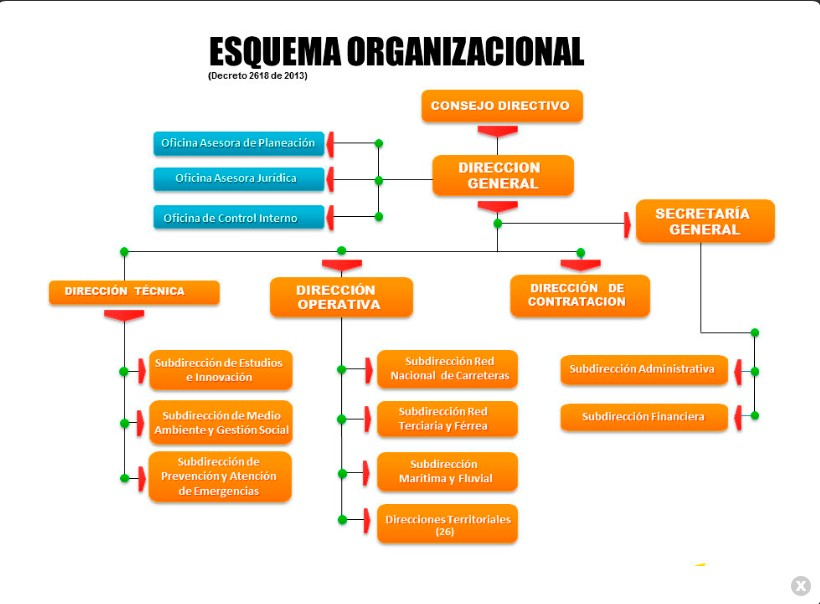 ESQUEMA ORGANIZACIONAL
(Decreto 2618 de 2013)
CONSEJO DIRECTIVO
Oficina Asesora de Planeación
Oficina Asesora Jurídica
Oficina de Control Interno
DIRECCION
GENERAL
SECRETARÍA
GENERAL
DIRECCIÓN TÉCNICA
DIRECCIÓN
OPERATIVA
DIRECCIÓN DE
CONTRATACION
Subdirección de Estudios
e Innovación
Subdirección de Medio
Ambiente y Gestión Social
Subdirección de
Prevención y Atención
de Emergencias
Subdirección Red
Nacional de Carreteras
Subdirección Red
Terciaria y Férrea
Subdirección
Marítima y Fluvial
Direcciones Territoriales
(26)
Subdirección Administrativa
Subdirección Financiera
X